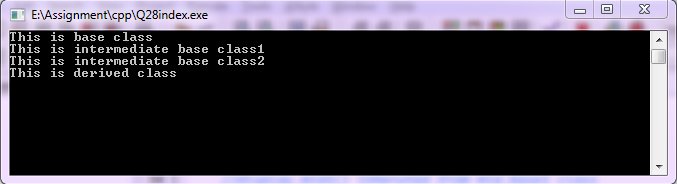 E:\Assignment\cpp\Q28index.exe
This is base class
This is intermediate base class1
This is intermediate base class2
This is derived class